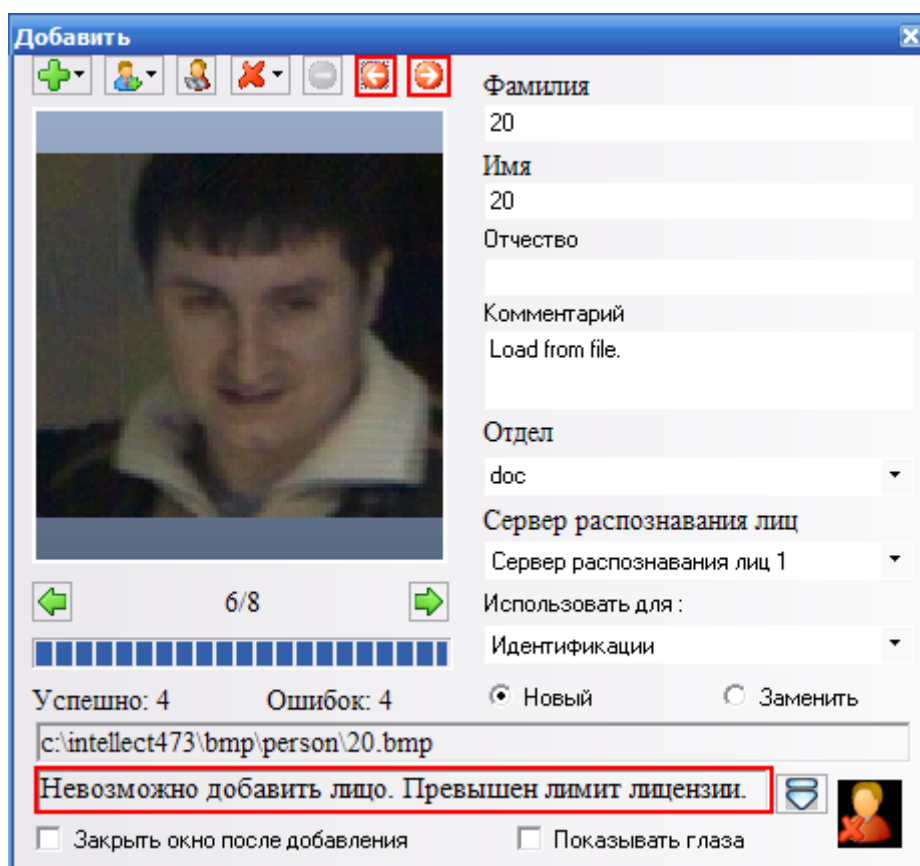 Добавить
Фамилия
20
Имя
20
Отчество
Комментарий
Load from file.
Отдел
doc
Сервер распознавания лиц
Сервер распознавания лиц 1
6/8
Использовать для :
Идентификации
Успешно: 4 Ошибок: 4
Новый Заменить
c:\intellect473\bmp\person\20.bmp
Невозможно добавить лицо. Превышен лимит лицензии.
Закрыть окно после добавления Показывать глаза